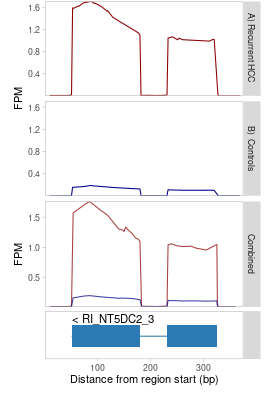 1.6
1.2
0.8
0.4
A) Recurrent HCC
FPM
1.6
1.2
0.8
0.4
B) Controls
1.5
1.0
0.5
Combined
FPM
< RI_NT5DC2_3
100
200
300
Distance from region start (bp)